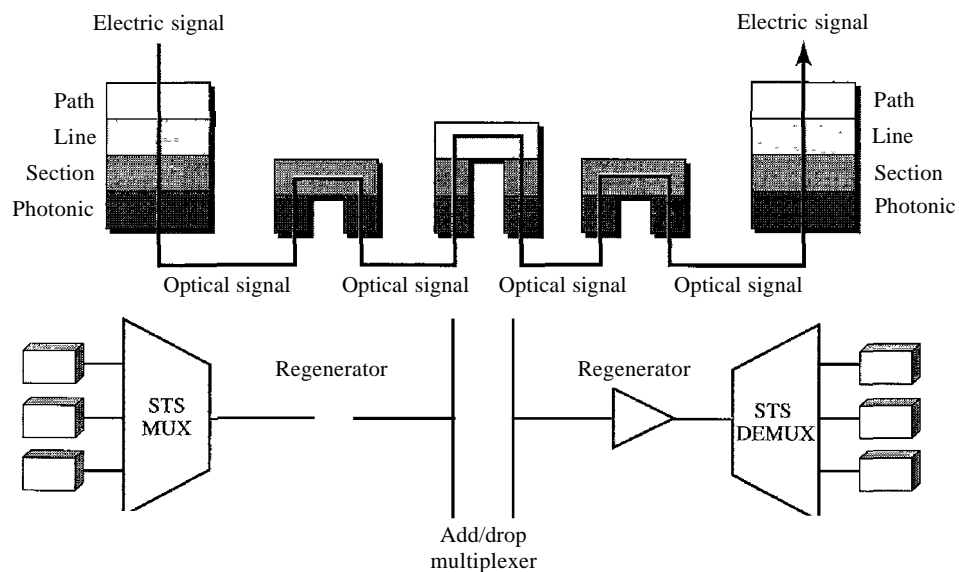 Electric signal
Electric signal
Path
Path
Line
Line
Section
Section
Photonic
Photonic
Optical signal
Optical signal
Optical signal
Optical signal
Regenerator
Regenerator
STS
MUX
STS
DEMUX
Add/drop
multiplexer